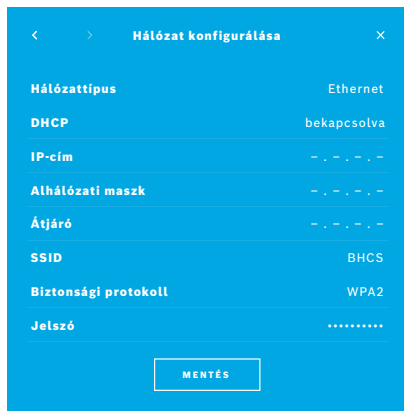 Hálózat konfigurálása
Hálózattípus Ethernet
DHCP bekapcsolva
IP-cím – . – . – . –
Alhálózati maszk – . – . – . –
Átjáró – . – . – . –
SSID BHCS
Biztonsági protokoll WPA2
Jelszó ••••••••••
MENTÉS